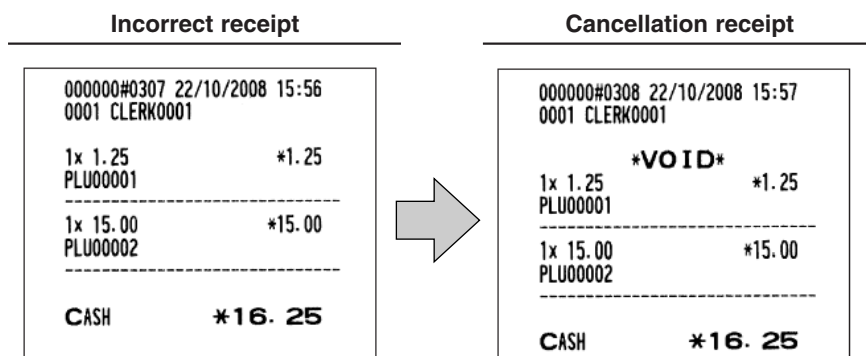 Incorrect receipt
000000#0307 22/10/2008 15:56
0001 CLERK0001
1x 1.25 *1.25
PLU00001
1x 15.00 *15.00
PLU00002
CASH *16.25
Cancellation receipt
000000#0308 22/10/2008 15:57
0001 CLERK0001
*VOID*
1x 1.25 *1.25
PLU00001
1x 15.00 *15.00
PLU00002
CASH *16.25